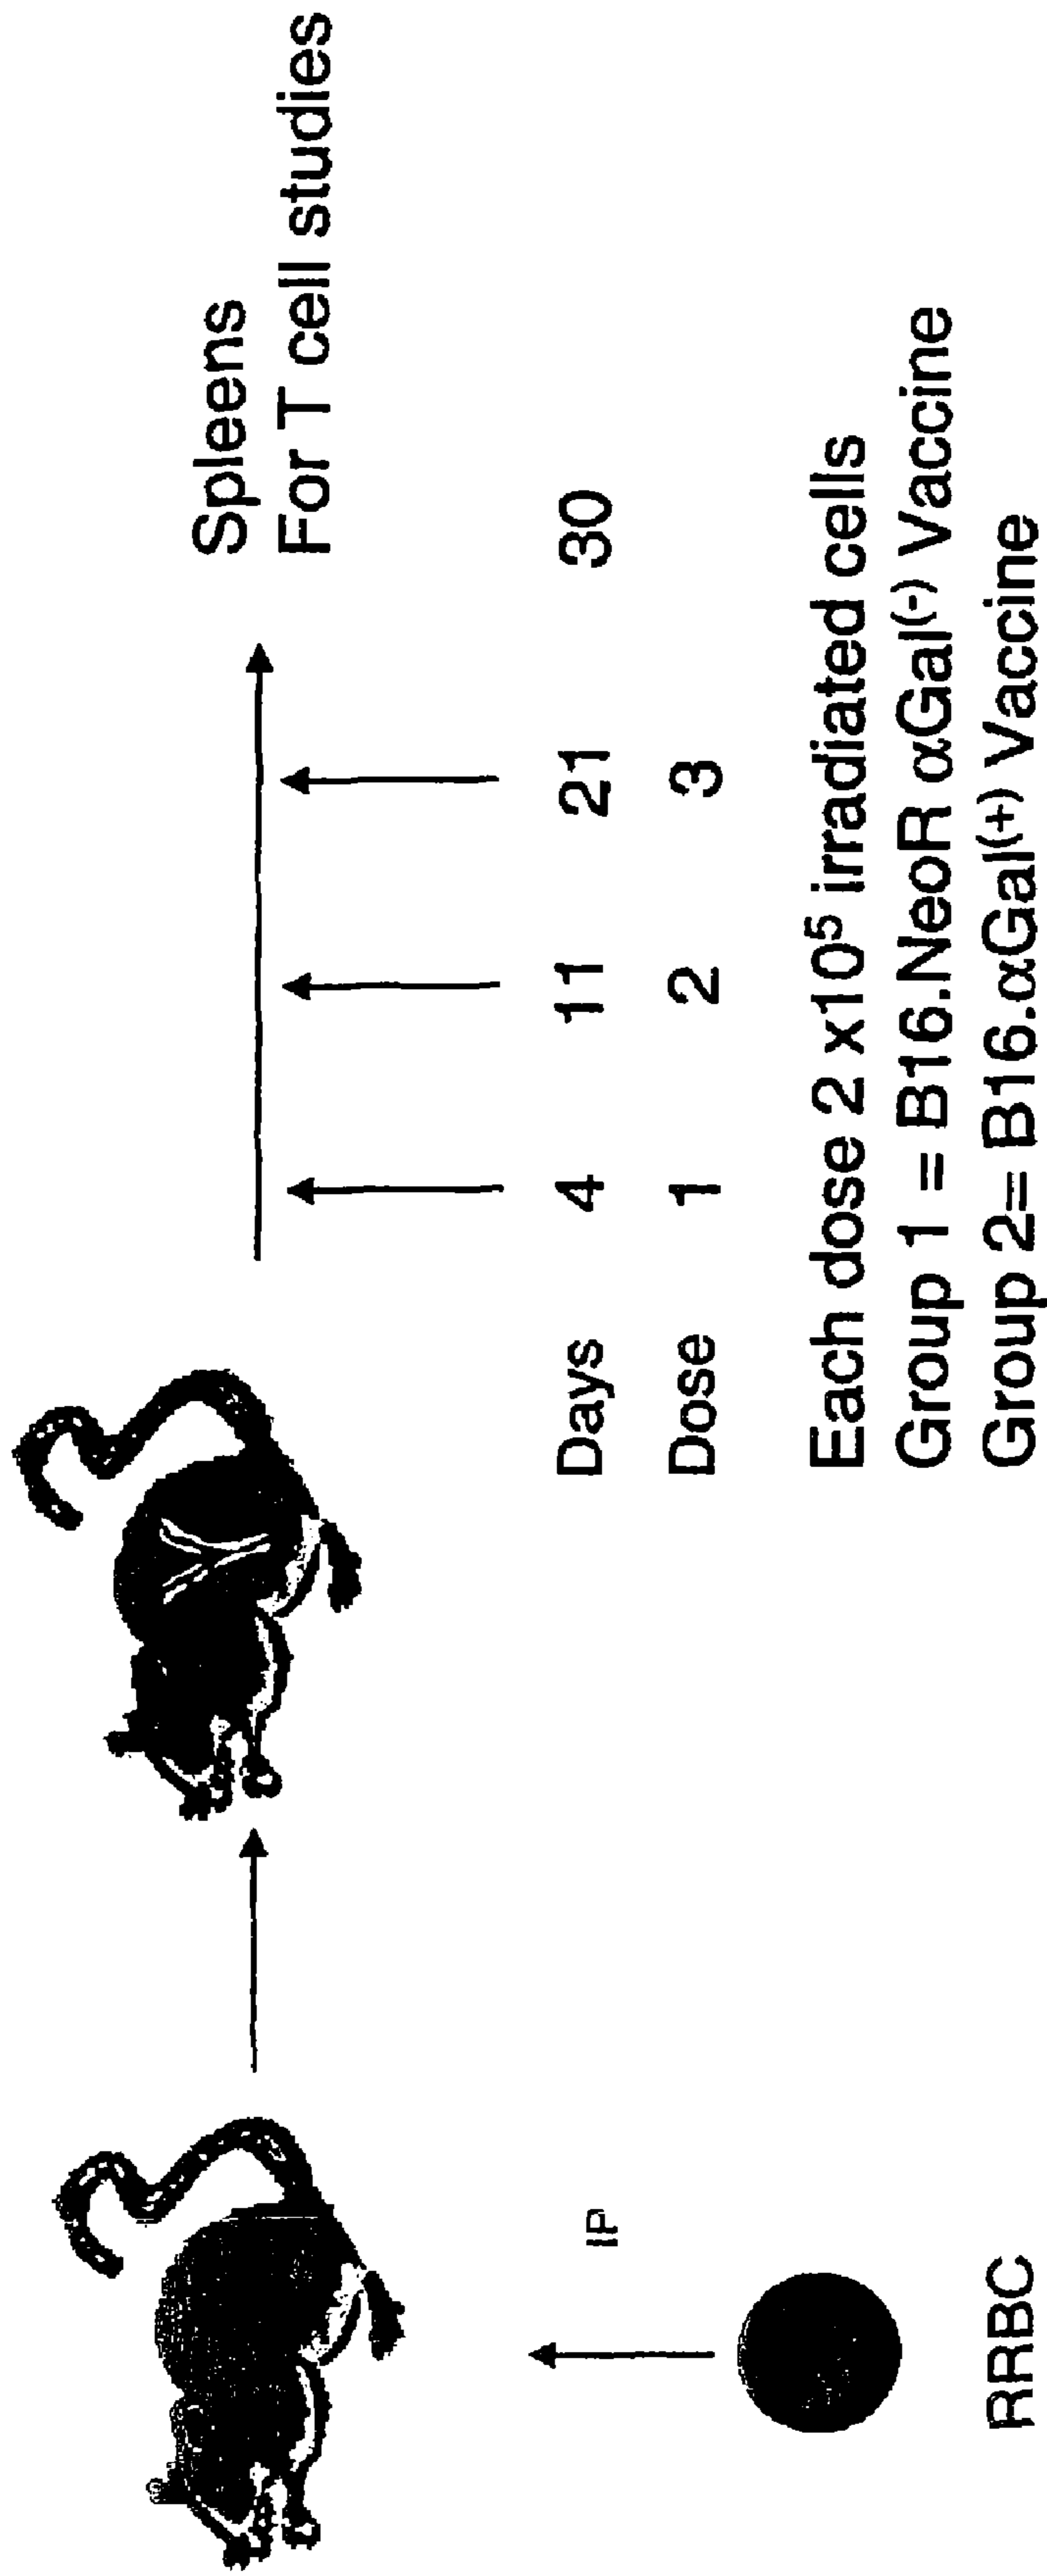 Spleens
For T cell studies
Days 4 11 21 30
Dose 1 2 3
IP
RRBC
Each dose 2 x10⁵ irradiated cells
Group 1 = B16.NeoR αGal⁽⁻⁾ Vaccine
Group 2= B16.αGal⁽⁺⁾ Vaccine